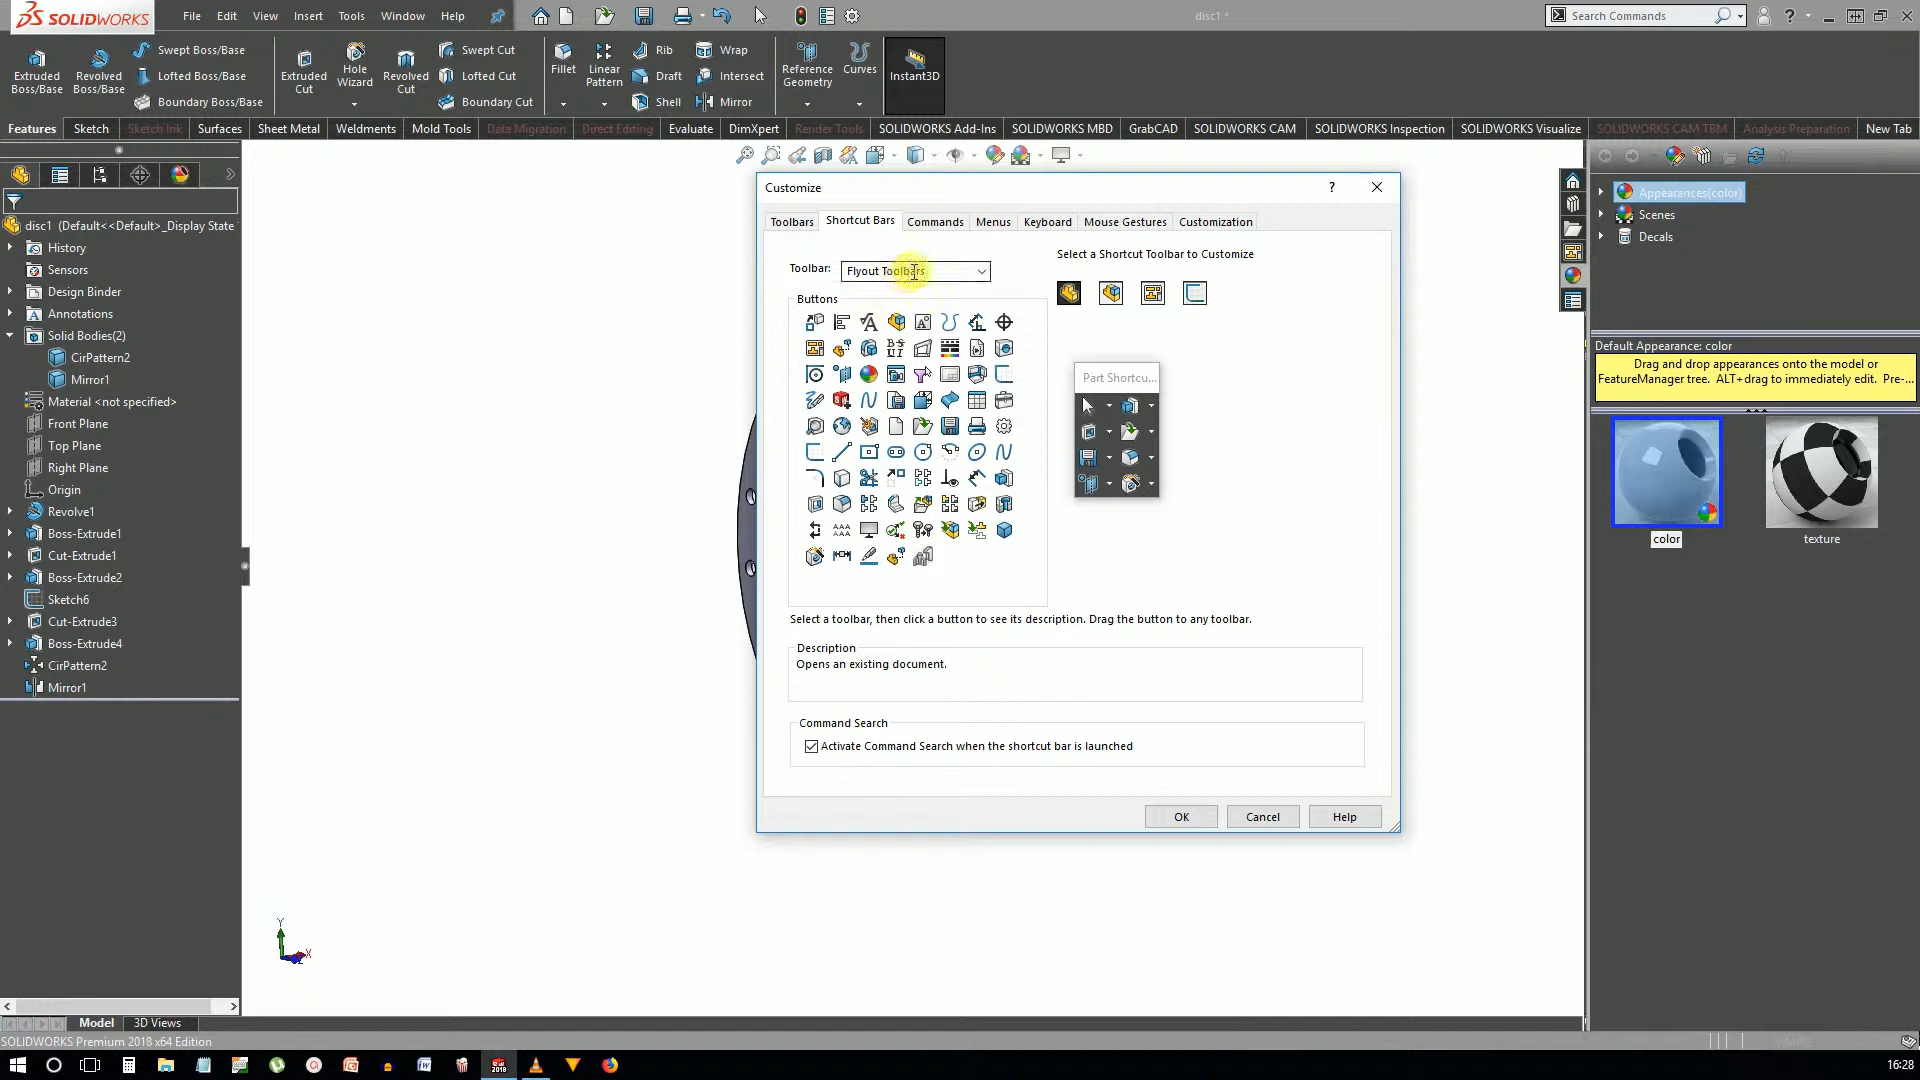 SOLIDWORKS
File Edit View Insert Tools Window Help
disc1 *
Search Commands
Extruded Boss/Base
Revolved Boss/Base
Swept Boss/Base
Lofted Boss/Base
Boundary Boss/Base
Extruded Cut
Hole Wizard
Revolved Cut
Swept Cut
Lofted Cut
Boundary Cut
Fillet
Linear Pattern
Rib
Draft
Shell
Wrap
Intersect
Mirror
Reference Geometry
Curves
Instant3D
Features Sketch Sketch Ink Surfaces Sheet Metal Weldments Mold Tools Data Migration Direct Editing Evaluate DimXpert Render Tools SOLIDWORKS Add-Ins SOLIDWORKS MBD GrabCAD SOLIDWORKS CAM SOLIDWORKS Inspection SOLIDWORKS Visualize SOLIDWORKS CAM TBM Analysis Preparation New Tab
disc1 (Default<<Default>_Display State
History
Sensors
Design Binder
Annotations
Solid Bodies(2)
CirPattern2
Mirror1
Material <not specified>
Front Plane
Top Plane
Right Plane
Origin
Revolve1
Boss-Extrude1
Cut-Extrude1
Boss-Extrude2
Sketch6
Cut-Extrude3
Boss-Extrude4
CirPattern2
Mirror1
Customize
Toolbars Shortcut Bars Commands Menus Keyboard Mouse Gestures Customization
Toolbar: Flyout Toolbars
Select a Shortcut Toolbar to Customize
Buttons
Part Shortcu...
Select a toolbar, then click a button to see its description. Drag the button to any toolbar.
Description
Opens an existing document.
Command Search
Activate Command Search when the shortcut bar is launched
OK Cancel Help
Appearances(color)
Scenes
Decals
Default Appearance: color
Drag and drop appearances onto the model or
FeatureManager tree. ALT+drag to immediately edit. Pre-...
color
texture
Y
X
Model 3D Views
SOLIDWORKS Premium 2018 x64 Edition
16:28